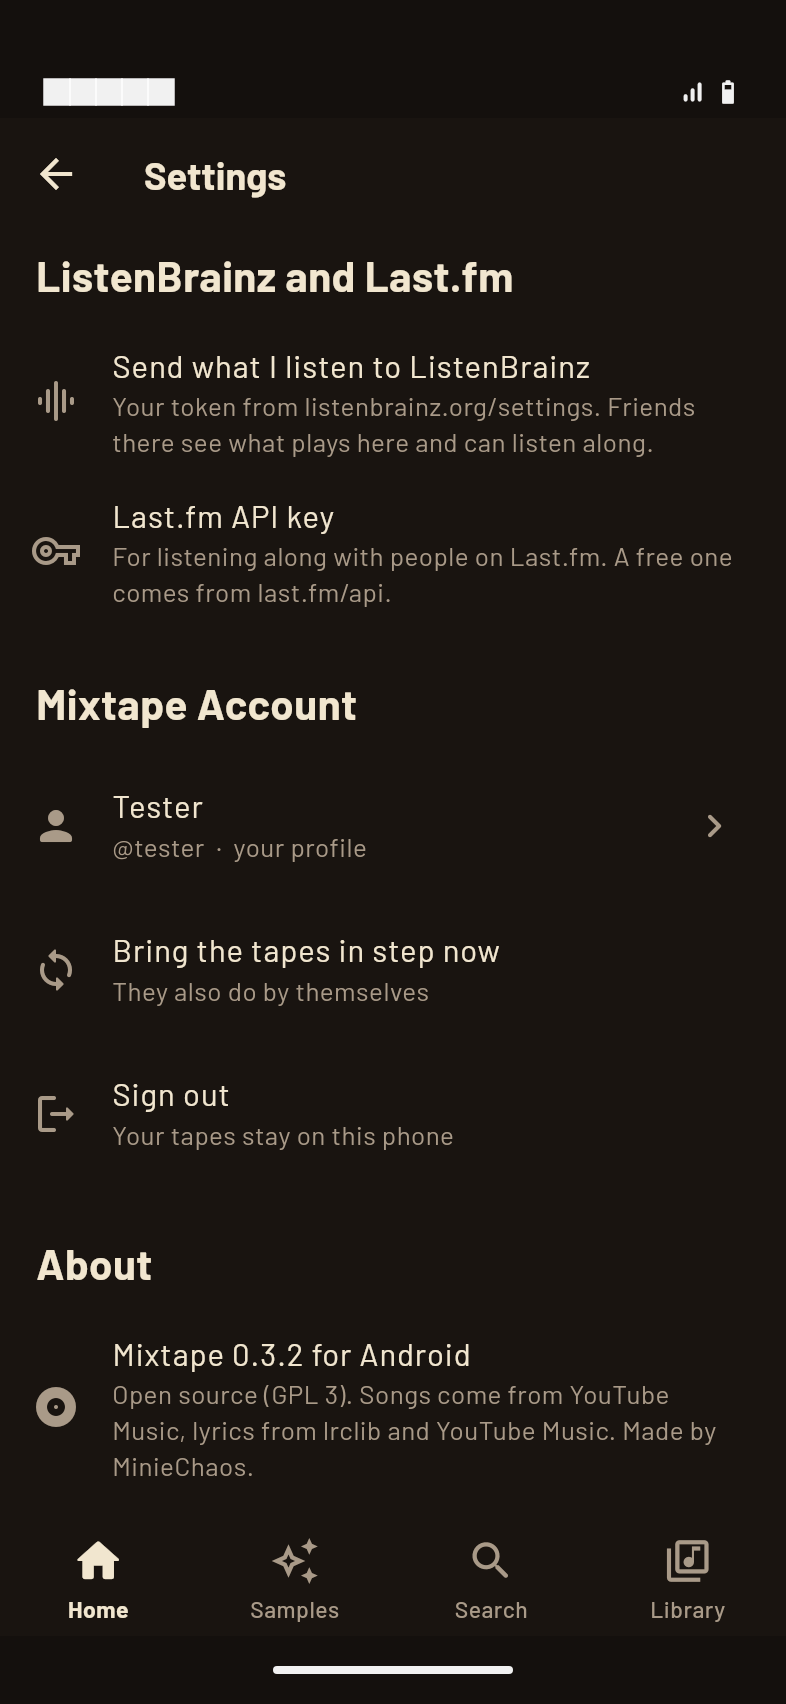 Settings
ListenBrainz and Last.fm
Send what I listen to ListenBrainz
Your token from listenbrainz.org/settings. Friends
there see what plays here and can listen along.
Last.fm API key
For listening along with people on Last.fm. A free one
comes from last.fm/api.
Mixtape Account
Tester
@tester · your profile
Bring the tapes in step now
They also do by themselves
Sign out
Your tapes stay on this phone
About
Mixtape 0.3.2 for Android
Open source (GPL 3). Songs come from YouTube
Music, lyrics from lrclib and YouTube Music. Made by
MinieChaos.
Home
Samples
Search
Library